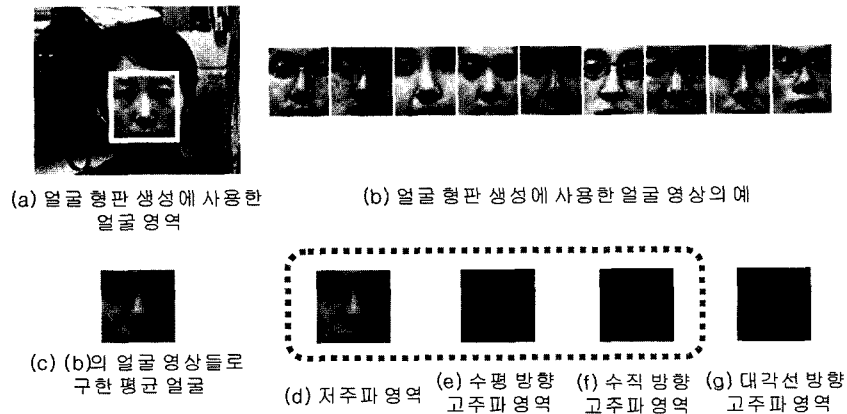 (a) 얼굴 형판 생성에 사용한
얼굴 영역
(b) 얼굴 형판 생성에 사용한 얼굴 영상의 예
(c) (b)의 얼굴 영상들로
구한 평균 얼굴
(d) 저주파 영역
(e) 수평 방향
고주파 영역
(f) 수직 방향
고주파 영역
(g) 대각선 방향
고주파 영역